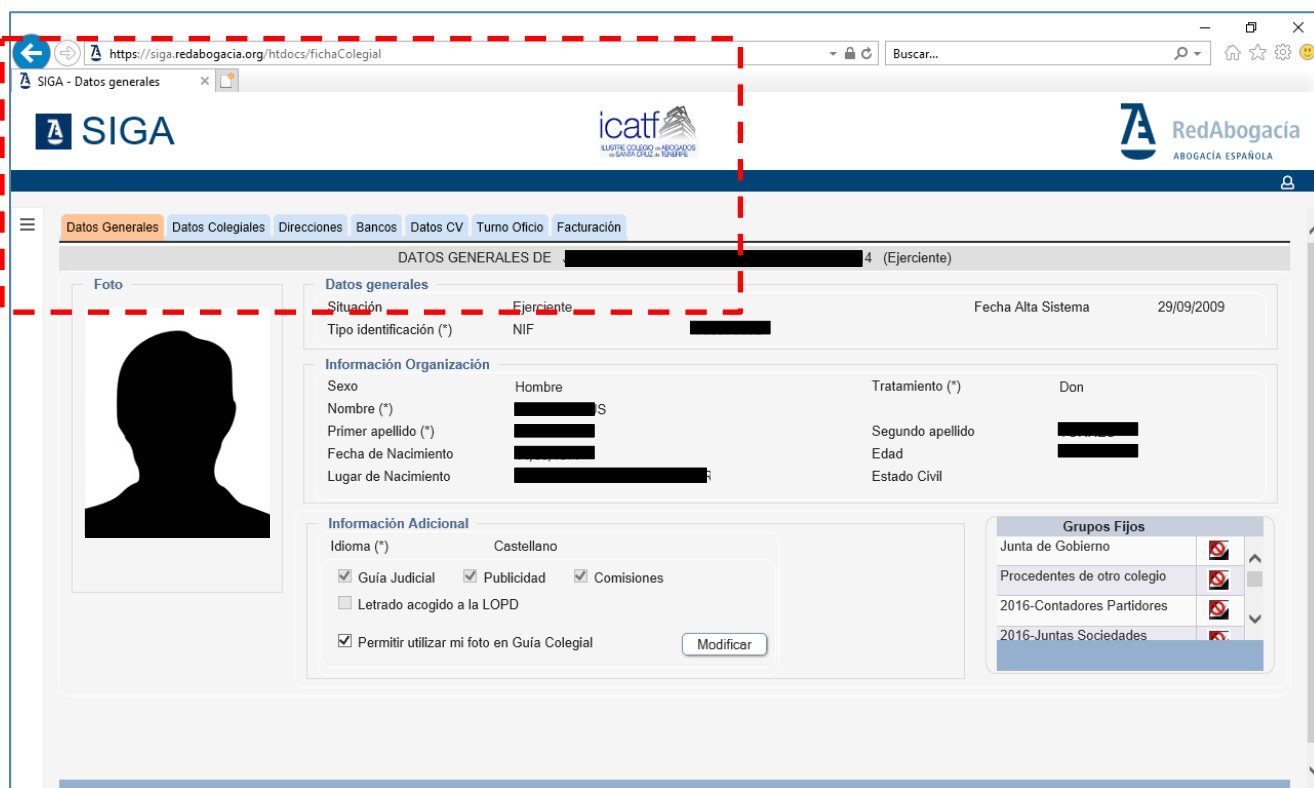 https://siga.redabogacia.org/htdocs/fichaColegial
Buscar...
SIGA - Datos generales
SIGA
icatf
ILUSTRE COLEGIO de ABOGADOS
de SANTA CRUZ de TENERIFE
RedAbogacía
ABOGACÍA ESPAÑOLA
Datos Generales Datos Colegiales Direcciones Bancos Datos CV Turno Oficio Facturación
DATOS GENERALES DE 4 (Ejerciente)
Foto
Datos generales
Situación Ejerciente Fecha Alta Sistema 29/09/2009
Tipo identificación (*) NIF
Información Organización
Sexo Hombre Tratamiento (*) Don
Nombre (*) US
Primer apellido (*) Segundo apellido
Fecha de Nacimiento Edad
Lugar de Nacimiento Estado Civil
Información Adicional
Idioma (*) Castellano
Guía Judicial Publicidad Comisiones
Letrado acogido a la LOPD
Permitir utilizar mi foto en Guía Colegial Modificar
Grupos Fijos
Junta de Gobierno
Procedentes de otro colegio
2016-Contadores Partidores
2016-Juntas Sociedades